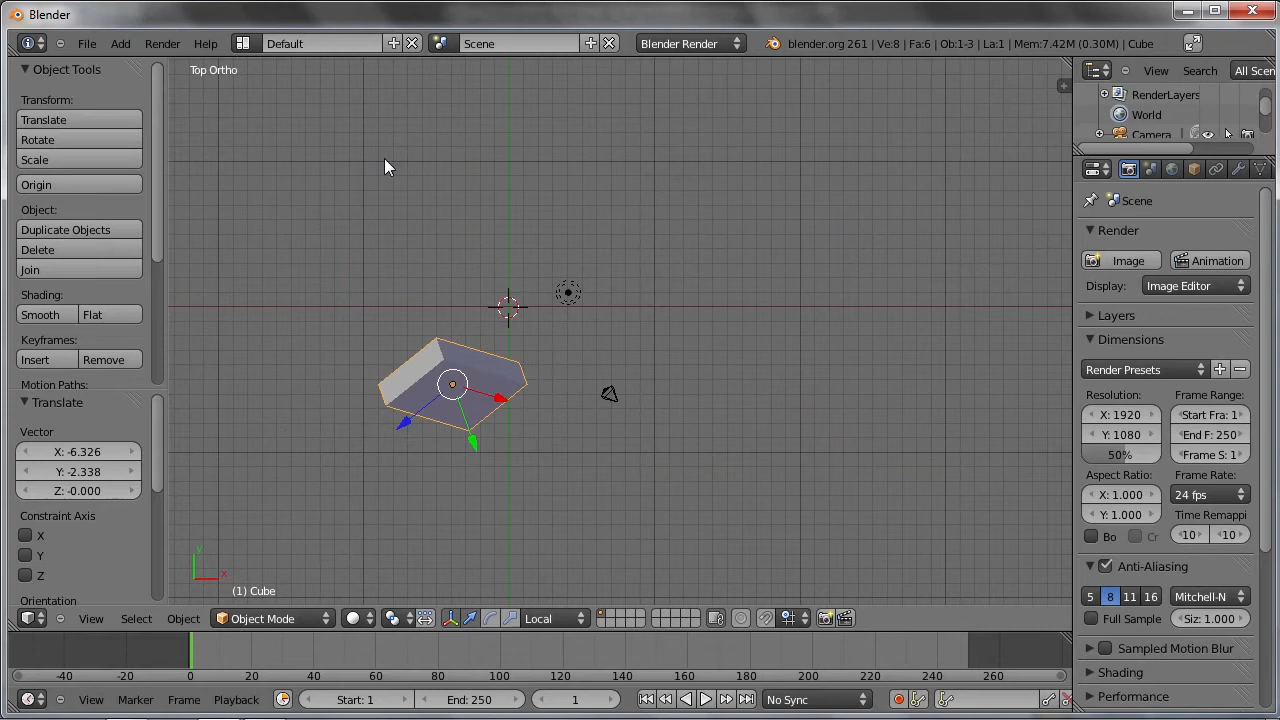 Blender
File Add Render Help Default Scene Blender Render blender.org 261 | Ve:8 | Fa:6 | Ob:1-3 | La:1 | Mem:7.42M (0.30M) | Cube
Object Tools
Transform:
Translate
Rotate
Scale
Origin
Object:
Duplicate Objects
Delete
Join
Shading:
Smooth Flat
Keyframes:
Insert Remove
Motion Paths:
Translate
Vector
X: -6.326
Y: -2.338
Z: -0.000
Constraint Axis
X
Y
Z
Orientation
Top Ortho
y
x
(1) Cube
View Select Object Object Mode Local
-40 -20 0 20 40 60 80 100 120 140 160 180 200 220 240 260
View Marker Frame Playback Start: 1 End: 250 1 No Sync
View Search All Scen
RenderLayers
World
Camera
Scene
Render
Image Animation
Display: Image Editor
Layers
Dimensions
Render Presets
Resolution: Frame Range:
X: 1920 Start Fra: 1
Y: 1080 End F: 250
50% Frame S: 1
Aspect Ratio: Frame Rate:
X: 1.000 24 fps
Y: 1.000 Time Remappi
Bo Cr 10 10
Anti-Aliasing
5 8 11 16 Mitchell-N
Full Sample Siz: 1.000
Sampled Motion Blur
Shading
Performance